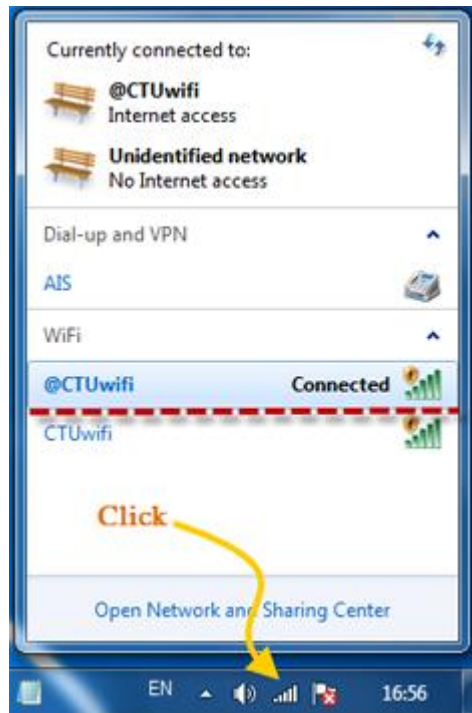 Currently connected to:
@CTUwifi
Internet access
Unidentified network
No Internet access
Dial-up and VPN
AIS
WiFi
@CTUwifi Connected
CTUwifi
Click
Open Network and Sharing Center
EN 16:56